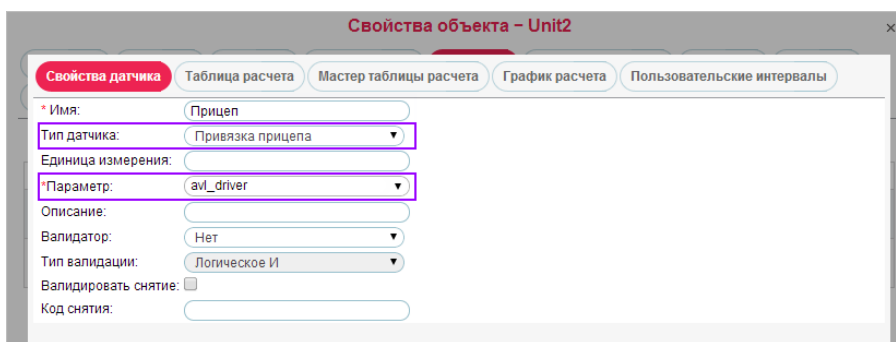 Свойства объекта – Unit2 ×
Свойства датчика Таблица расчета Мастер таблицы расчета График расчета Пользовательские интервалы
* Имя: Прицеп
Тип датчика: Привязка прицепа
Единица измерения:
*Параметр: avl_driver
Описание:
Валидатор: Нет
Тип валидации: Логическое И
Валидировать снятие:
Код снятия: